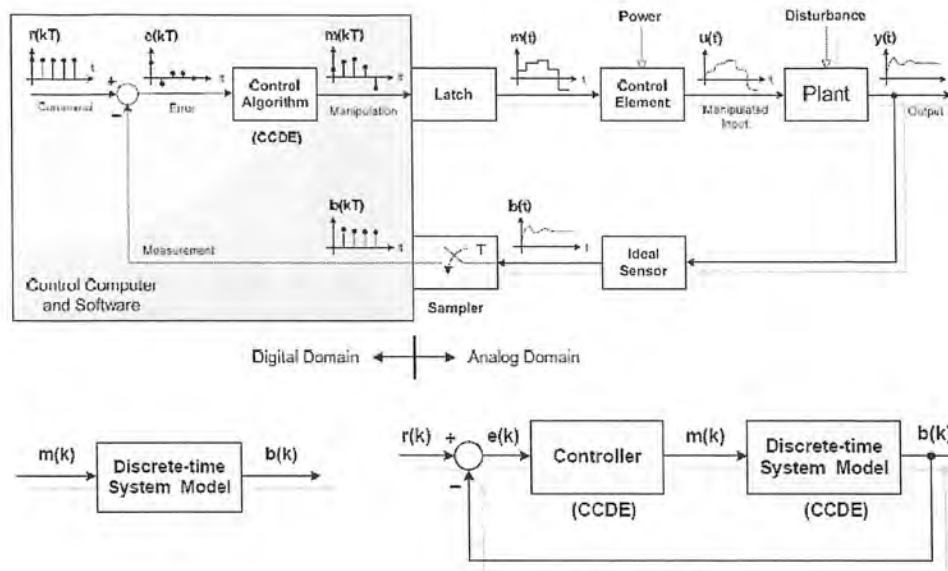 r(kT)
e(kT)
m(kT)
m(t)
Power
u(t)
Disturbance
y(t)
t
t
t
t
t
t
+
−
Command
Error
Control
Algorithm
(CCDE)
Manipulation
Latch
Control
Element
Manipulated
Input
Plant
Output
b(kT)
t
b(t)
t
Measurement
T
Ideal
Sensor
Sampler
Control Computer
and Software
Digital Domain
Analog Domain
m(k)
Discrete-time
System Model
b(k)
r(k)
+
−
e(k)
Controller
(CCDE)
m(k)
Discrete-time
System Model
(CCDE)
b(k)